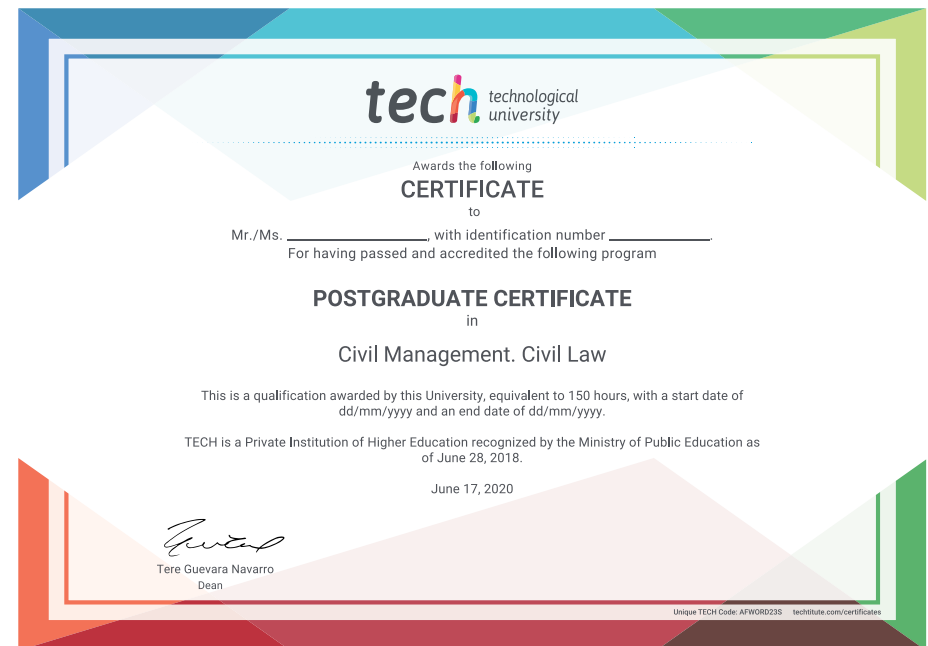 tech technological
university
Awards the following
CERTIFICATE
to
Mr./Ms. ____________________, with identification number ______________.
For having passed and accredited the following program
POSTGRADUATE CERTIFICATE
in
Civil Management. Civil Law
This is a qualification awarded by this University, equivalent to 150 hours, with a start date of
dd/mm/yyyy and an end date of dd/mm/yyyy.
TECH is a Private Institution of Higher Education recognized by the Ministry of Public Education as
of June 28, 2018.
June 17, 2020
Tere Guevara Navarro
Dean
Unique TECH Code: AFWORD23S techtitute.com/certificates